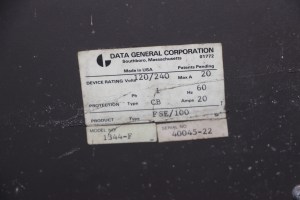 DATA GENERAL CORPORATION
Southboro, Massachusetts 01772
Made in USA Patents Pending
DEVICE RATING Volts 120/240 Max A 20
Ph 1 Hz 60
PROTECTION Type CB Amps 20
PRODUCT Type PSE/100
MODEL NO. SERIAL NO.
1344-F 40045-22